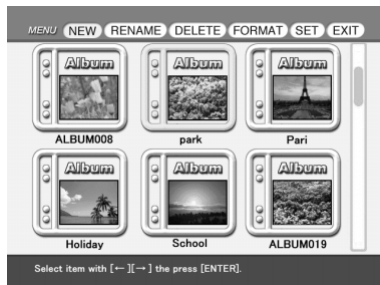 MENU NEW RENAME DELETE FORMAT SET EXIT
Album Album Album
ALBUM008 park Pari
Album Album Album
Holiday School ALBUM019
Select item with [←][→] the press [ENTER].